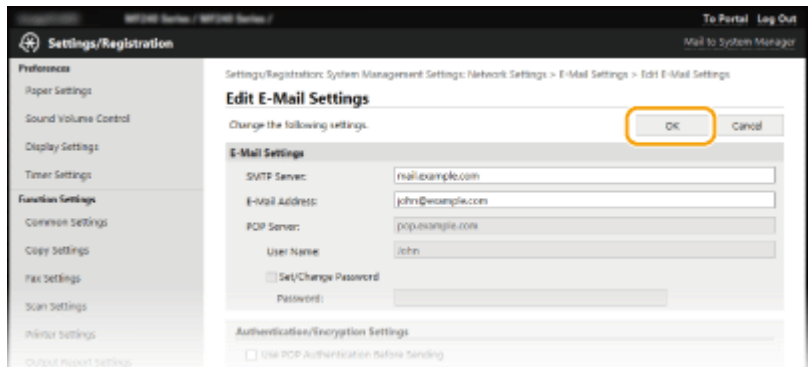 MF240 Series / MF240 Series /
To Portal Log Out
Settings/Registration
Mail to System Manager
Preferences
Paper Settings
Sound Volume Control
Display Settings
Timer Settings
Function Settings
Common Settings
Copy Settings
Fax Settings
Scan Settings
Printer Settings
Output Report Settings
Settings/Registration: System Management Settings: Network Settings > E-Mail Settings > Edit E-Mail Settings
Edit E-Mail Settings
Change the following settings.
OK
Cancel
E-Mail Settings
SMTP Server:
mail.example.com
E-Mail Address:
john@example.com
POP Server:
pop.example.com
User Name:
John
Set/Change Password
Password:
Authentication/Encryption Settings
Use POP Authentication Before Sending